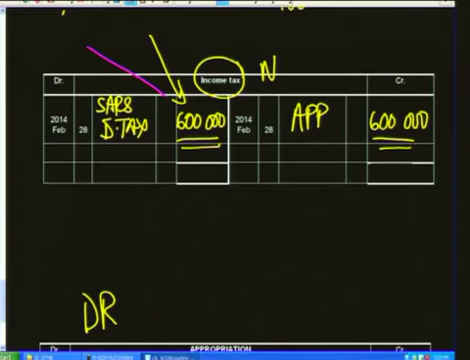 Dr. Income tax N Cr.
2014 Feb 28 SARS D.TAX 600 000 2014 Feb 28 APP 600 000
DR
Dr. APPROPRIATION Cr.